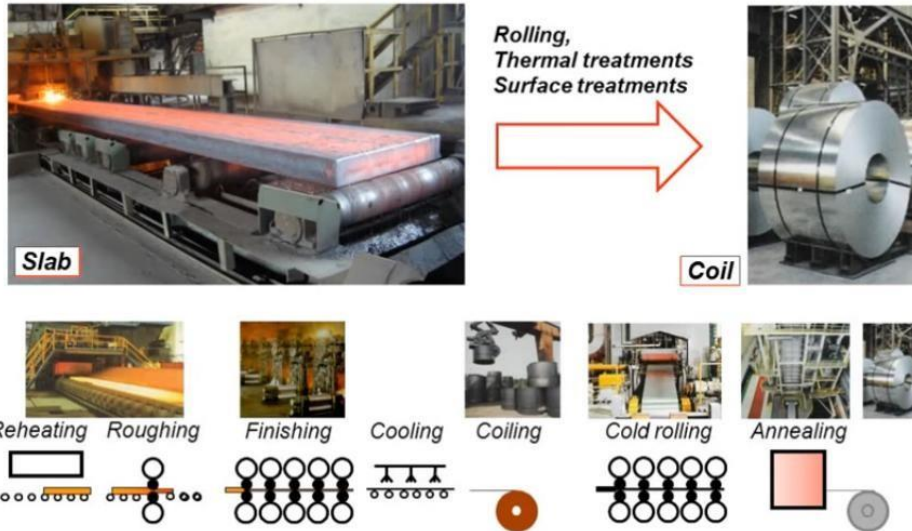 Rolling,
Thermal treatments
Surface treatments
Slab
Coil
Reheating Roughing Finishing Cooling Coiling Cold rolling Annealing